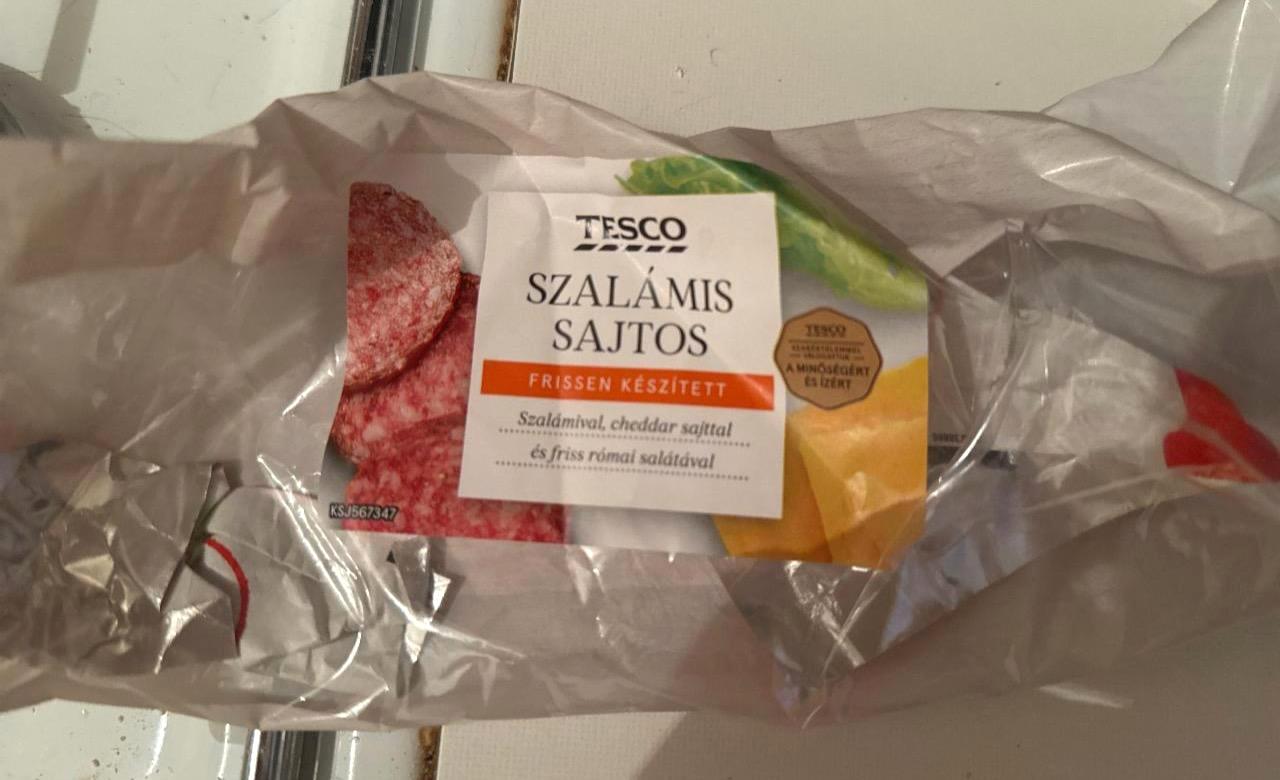 TESCO
SZALÁMIS
SAJTOS
FRISSEN KÉSZÍTETT
Szalámival, cheddar sajttal
és friss római salátával
TESCO
A MINŐSÉGÉRT
ÉS ÍZÉRT
KSJ567347